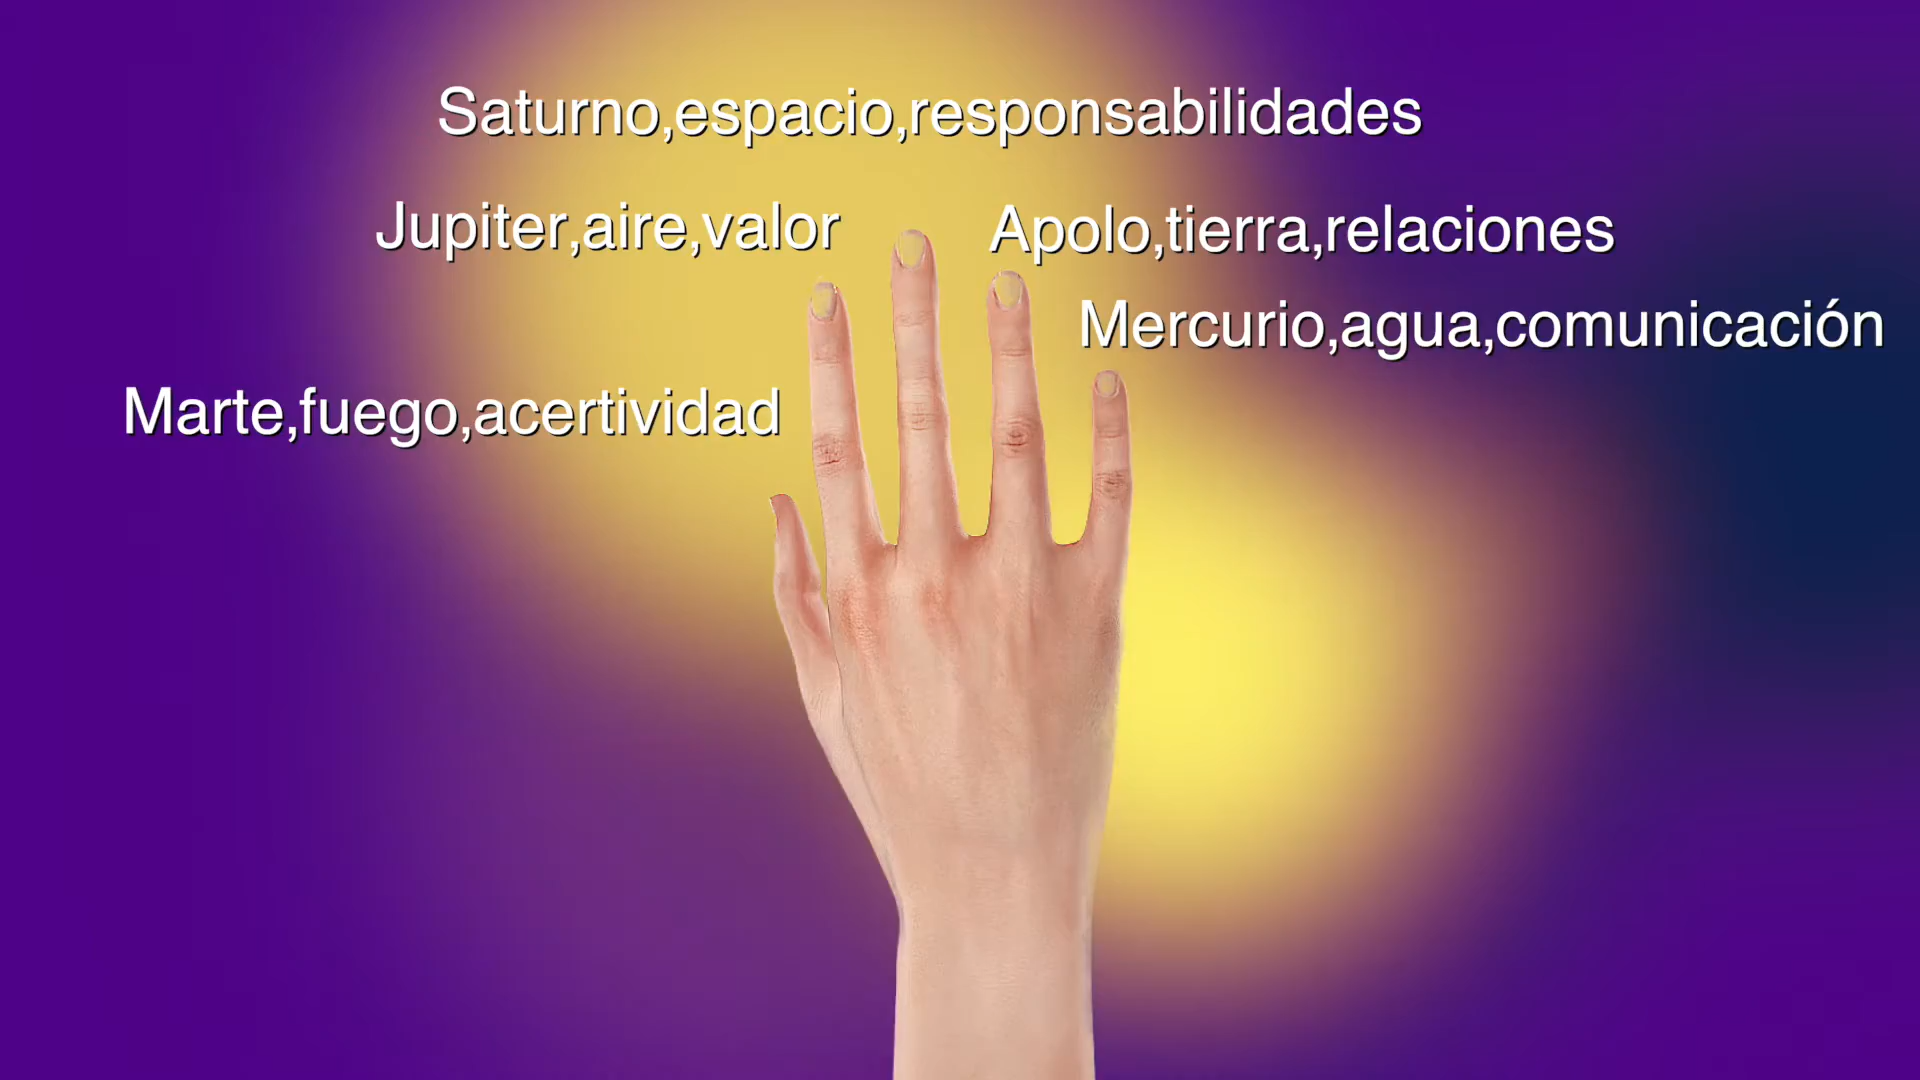 Saturno,espacio,responsabilidades
Jupiter,aire,valor
Apolo,tierra,relaciones
Mercurio,agua,comunicación
Marte,fuego,acertividad